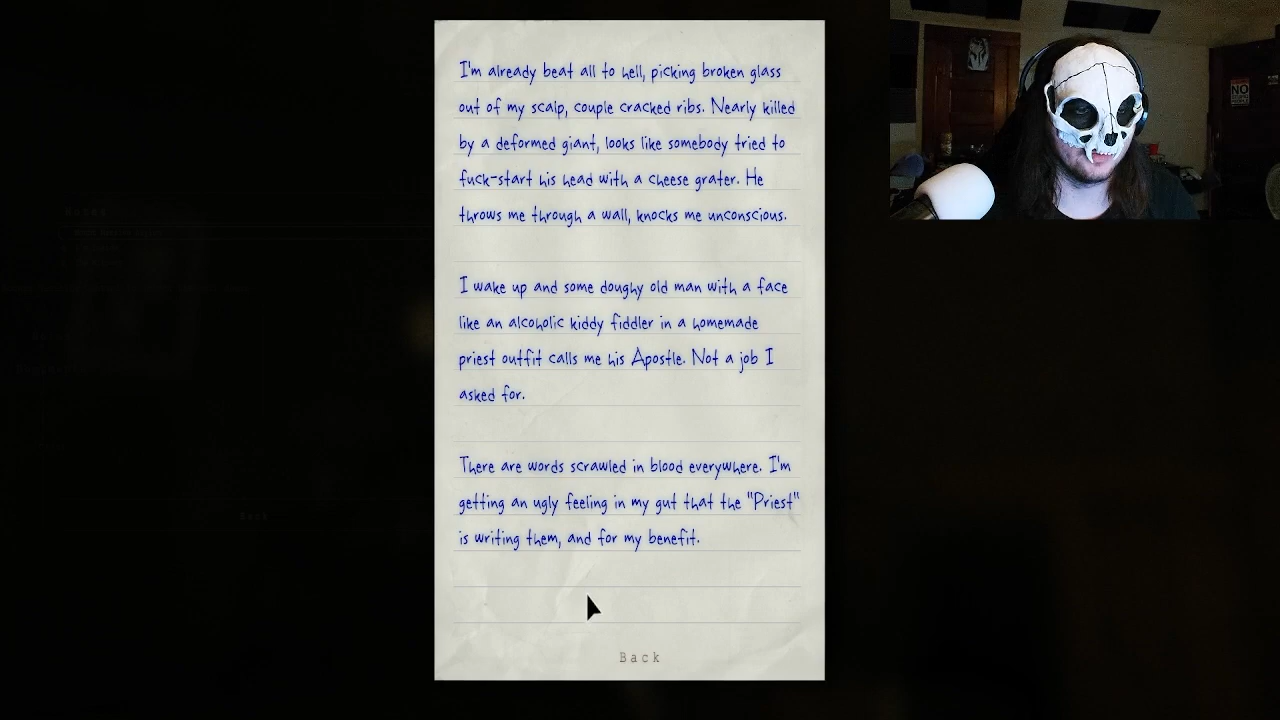 I'm already beat all to hell, picking broken glass
out of my scalp, couple cracked ribs. Nearly killed
by a deformed giant, looks like somebody tried to
fuck-start his head with a cheese grater. He
throws me through a wall, knocks me unconscious.
I wake up and some doughy old man with a face
like an alcoholic kiddy fiddler in a homemade
priest outfit calls me his Apostle. Not a job I
asked for.
There are words scrawled in blood everywhere. I'm
getting an ugly feeling in my gut that the "Priest"
is writing them, and for my benefit.
Back
NO